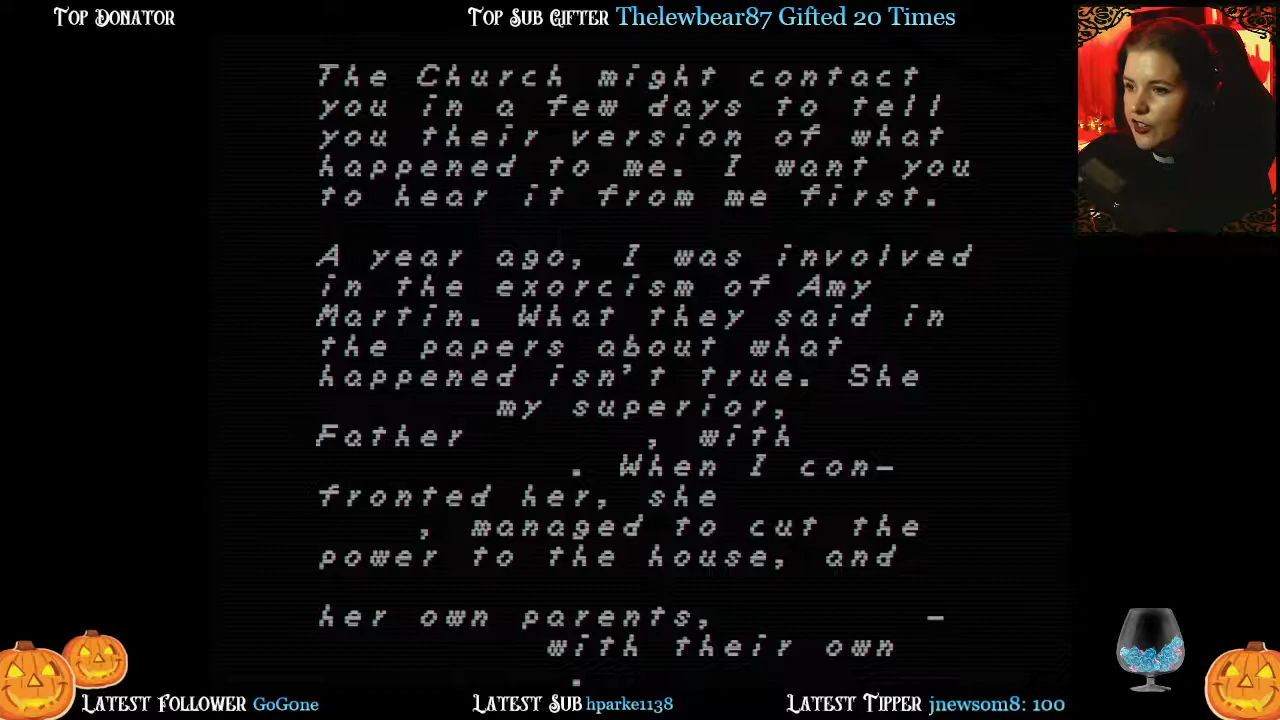 Top Donator
Top Sub Gifter Thelewbear87 Gifted 20 Times
The Church might contact
you in a few days to tell
you their version of what
happened to me. I want you
to hear it from me first.
A year ago, I was involved
in the exorcism of Amy
Martin. What they said in
the papers about what
happened isn't true. She
my superior,
Father , with
. When I con-
fronted her, she
, managed to cut the
power to the house, and
her own parents, -
with their own
.
Latest Follower GoGone
Latest Sub hparke1138
Latest Tipper jnewsom8: 100